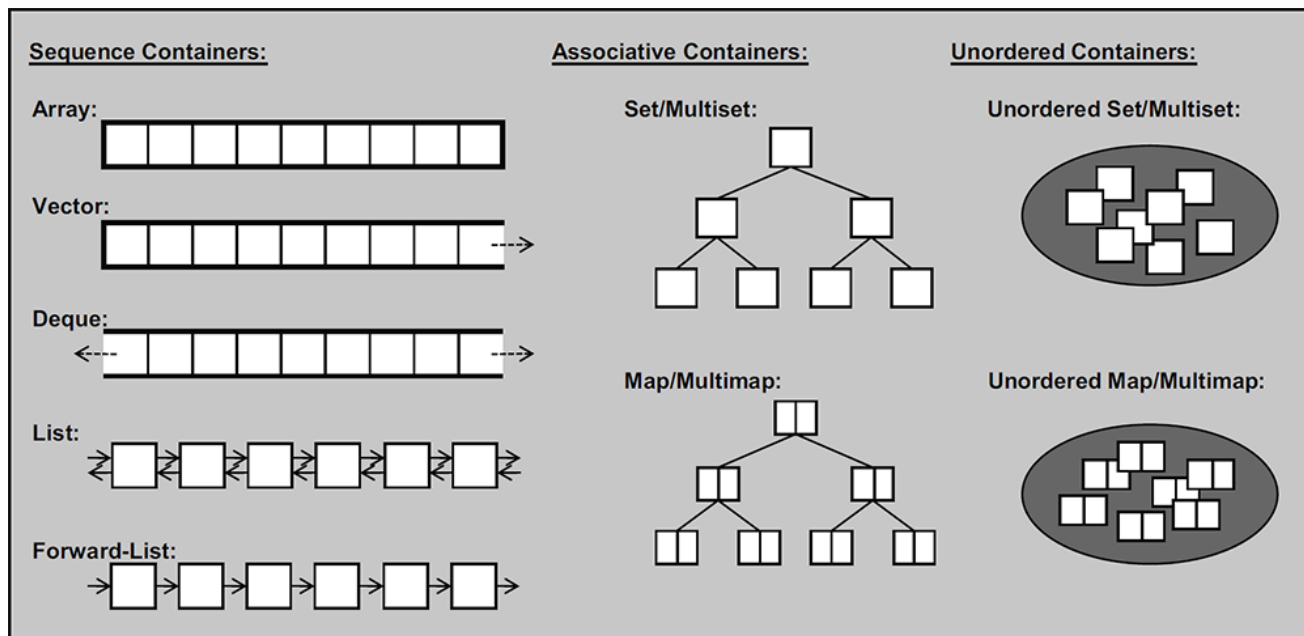 Sequence Containers:
Array:
Vector:
Deque:
List:
Forward-List:
Associative Containers:
Set/Multiset:
Map/Multimap:
Unordered Containers:
Unordered Set/Multiset:
Unordered Map/Multimap: